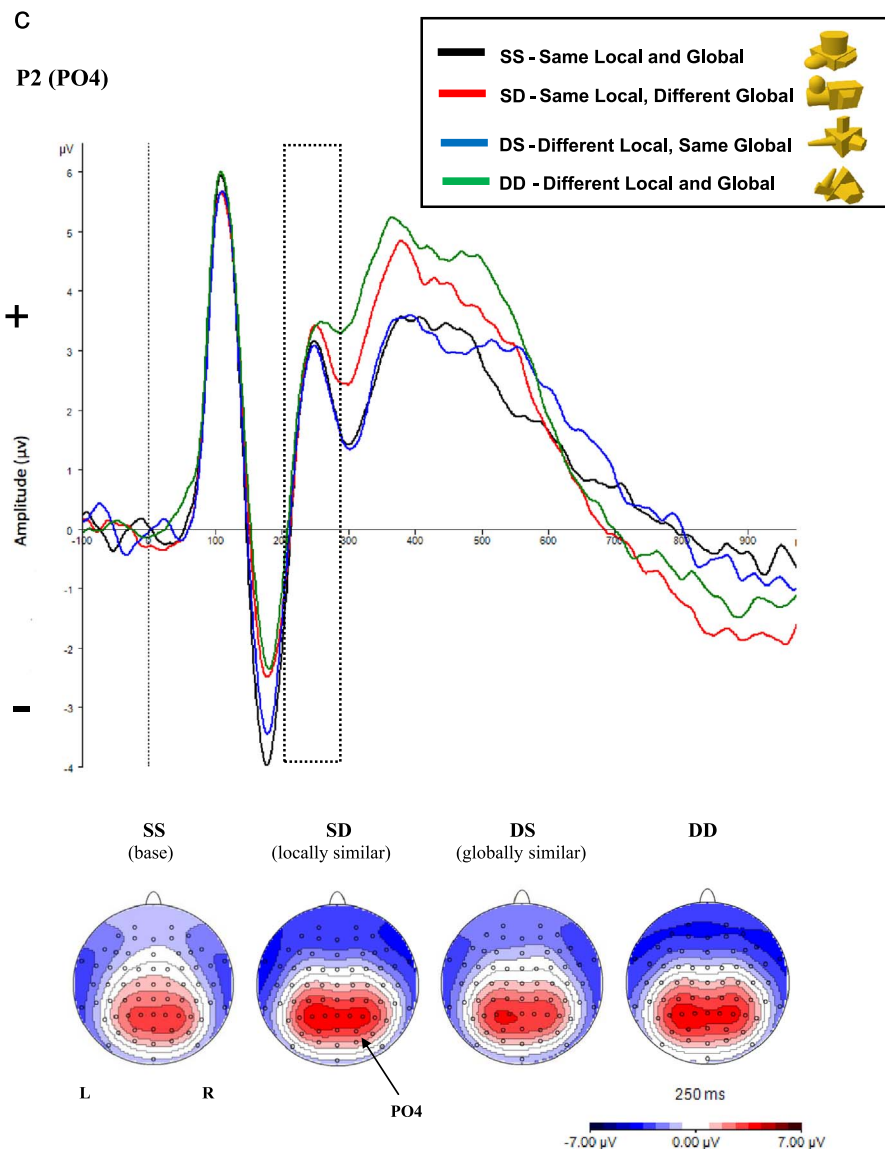 C
P2 (PO4)
SS - Same Local and Global
SD - Same Local, Different Global
DS - Different Local, Same Global
DD - Different Local and Global
µV
6
5
4
3
2
1
0
-1
-2
-3
-4
-100
0
100
200
300
400
500
600
700
800
900
+
Amplitude (µv)
-
SS
(base)
SD
(locally similar)
DS
(globally similar)
DD
L
R
PO4
250 ms
-7.00 µV
0.00 µV
7.00 µV